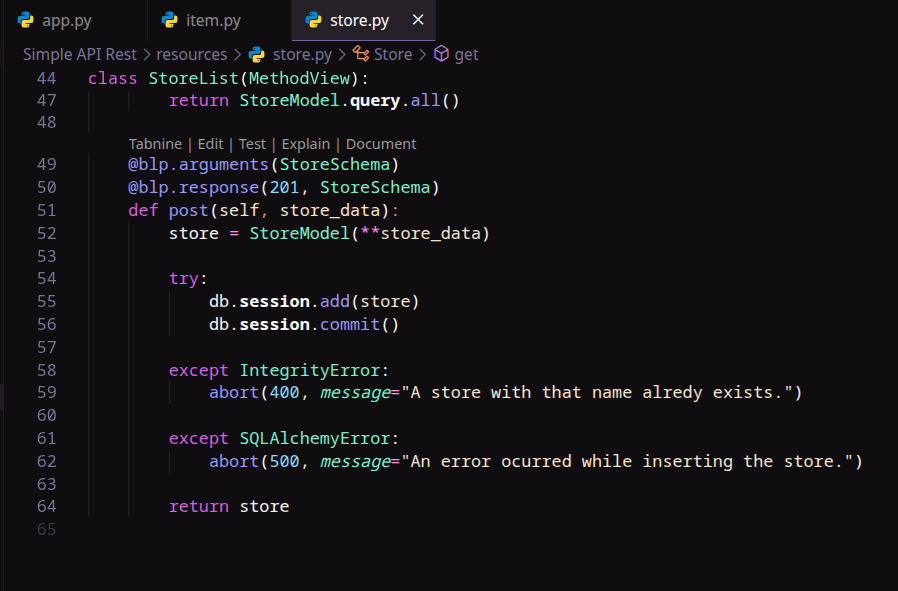 app.py item.py store.py ×
Simple API Rest > resources > store.py > Store > get
44 class StoreList(MethodView):
47 return StoreModel.query.all()
48
Tabnine | Edit | Test | Explain | Document
49 @blp.arguments(StoreSchema)
50 @blp.response(201, StoreSchema)
51 def post(self, store_data):
52 store = StoreModel(**store_data)
53
54 try:
55 db.session.add(store)
56 db.session.commit()
57
58 except IntegrityError:
59 abort(400, message="A store with that name alredy exists.")
60
61 except SQLAlchemyError:
62 abort(500, message="An error ocurred while inserting the store.")
63
64 return store
65